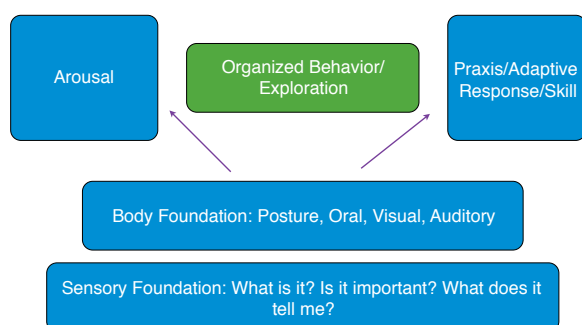 Arousal
Organized Behavior/
Exploration
Praxis/Adaptive
Response/Skill
Body Foundation: Posture, Oral, Visual, Auditory
Sensory Foundation: What is it? Is it important? What does it
tell me?